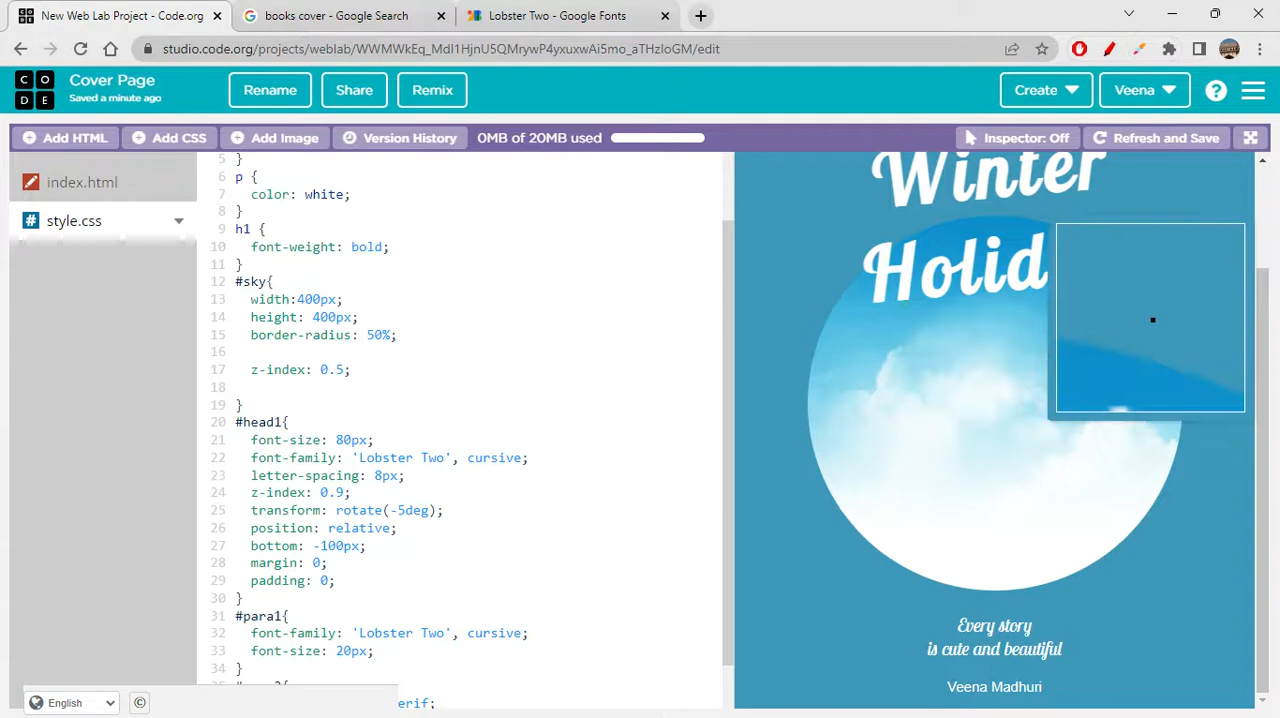 New Web Lab Project - Code.org
books cover - Google Search
Lobster Two - Google Fonts
studio.code.org/projects/weblab/WWMWkEq_MdI1HjnU5QMrywP4yxuxwAi5mo_aTHzIoGM/edit
CODE
Cover Page
Saved a minute ago
Rename
Share
Remix
Create
Veena
?
Add HTML
Add CSS
Add Image
Version History
0MB of 20MB used
Inspector: Off
Refresh and Save
index.html
# style.css
5 }
6 p {
7 color: white;
8 }
9 h1 {
10 font-weight: bold;
11 }
12 #sky{
13 width:400px;
14 height: 400px;
15 border-radius: 50%;
16
17 z-index: 0.5;
18
19 }
20 #head1{
21 font-size: 80px;
22 font-family: 'Lobster Two', cursive;
23 letter-spacing: 8px;
24 z-index: 0.9;
25 transform: rotate(-5deg);
26 position: relative;
27 bottom: -100px;
28 margin: 0;
29 padding: 0;
30 }
31 #para1{
32 font-family: 'Lobster Two', cursive;
33 font-size: 20px;
34 }
erif;
Winter
Holid
Every story
is cute and beautiful
Veena Madhuri
English
©